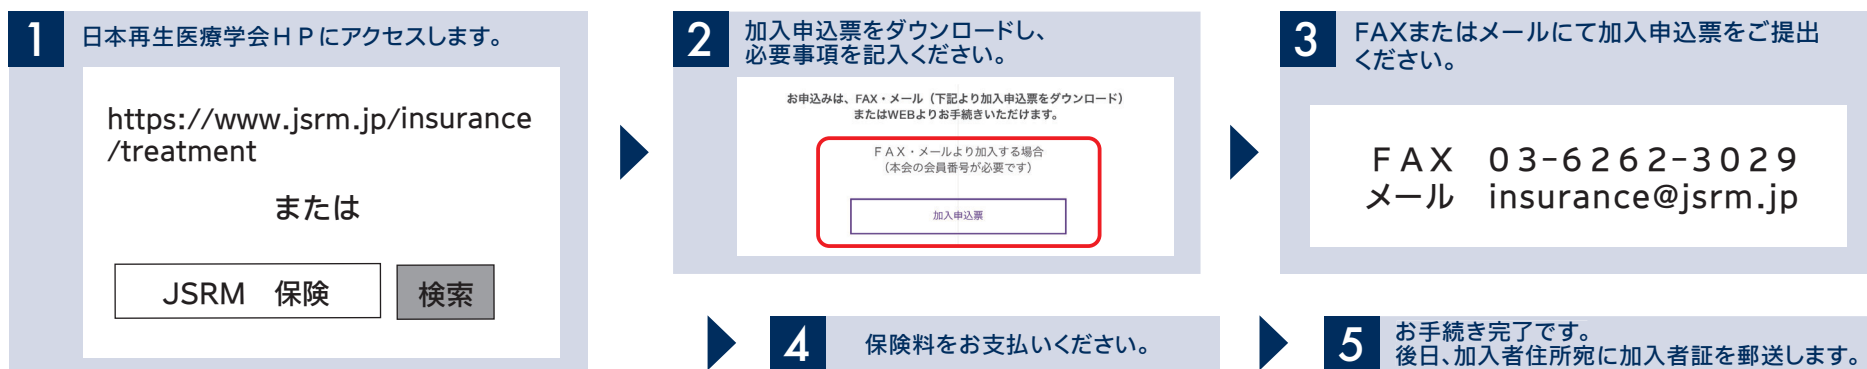 1
日本再生医療学会ＨＰにアクセスします。
https://www.jsrm.jp/insurance
/treatment
または
JSRM　保険
検索
2
加入申込票をダウンロードし、
必要事項を記入ください。
お申込みは、FAX・メール（下記より加入申込票をダウンロード）
またはWEBよりお手続きいただけます。
ＦＡＸ・メールより加入する場合
（本会の会員番号が必要です）
加入申込票
3
FAXまたはメールにて加入申込票をご提出
ください。
ＦＡＸ　０３−６２６２−３０２９
メール　insurance@jsrm.jp
4
保険料をお支払いください。
5
お手続き完了です。
後日、加入者住所宛に加入者証を郵送します。